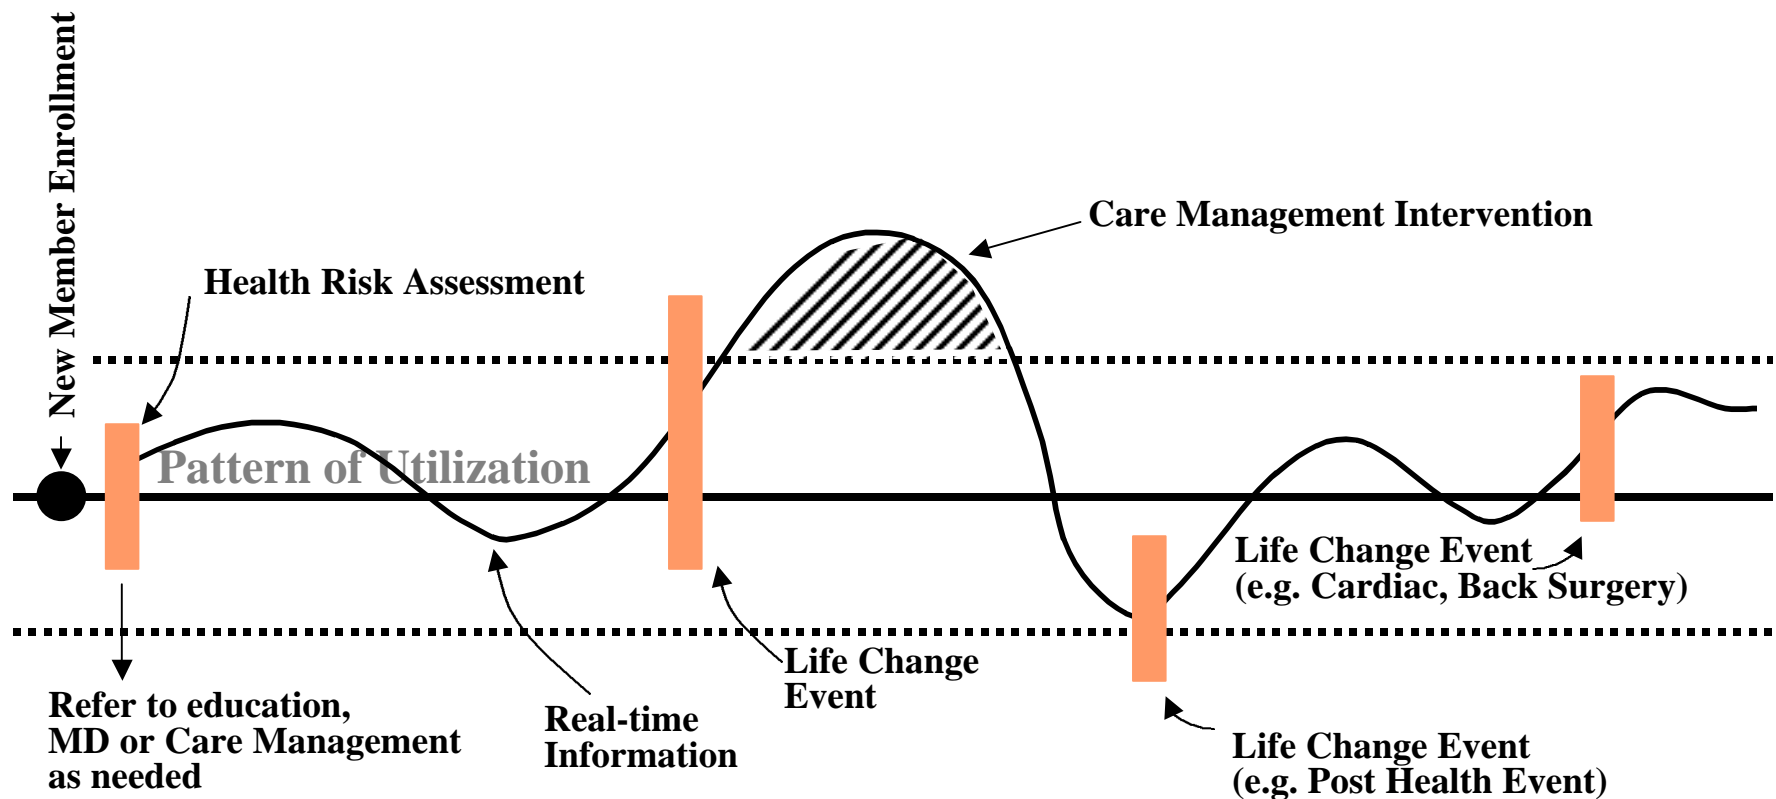 New Member Enrollment
Care Management Intervention
Health Risk Assessment
Pattern of Utilization
Life Change Event
(e.g. Cardiac, Back Surgery)
Life Change
Event
Refer to education,
MD or Care Management
as needed
Real-time
Information
Life Change Event
(e.g. Post Health Event)